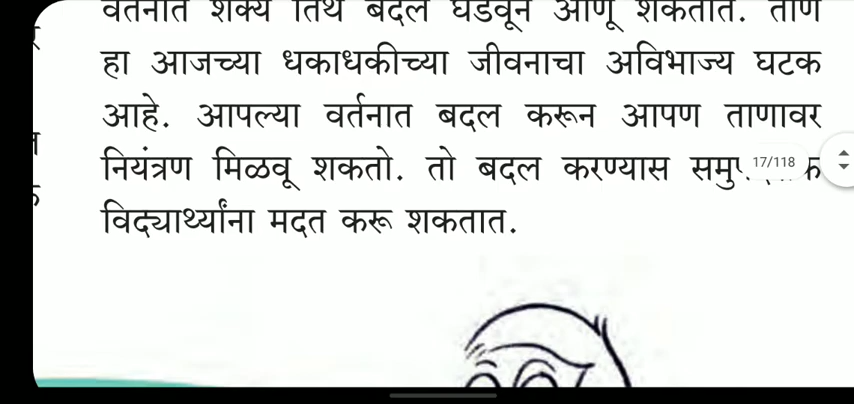 वर्तनात शक्य तिथे बदल घडवून आणू शकतात. ताण
हा आजच्या धकाधकीच्या जीवनाचा अविभाज्य घटक
आहे. आपल्या वर्तनात बदल करून आपण ताणावर
नियंत्रण मिळवू शकतो. तो बदल करण्यास
17/118
विद्यार्थ्यांना मदत करू शकतात.